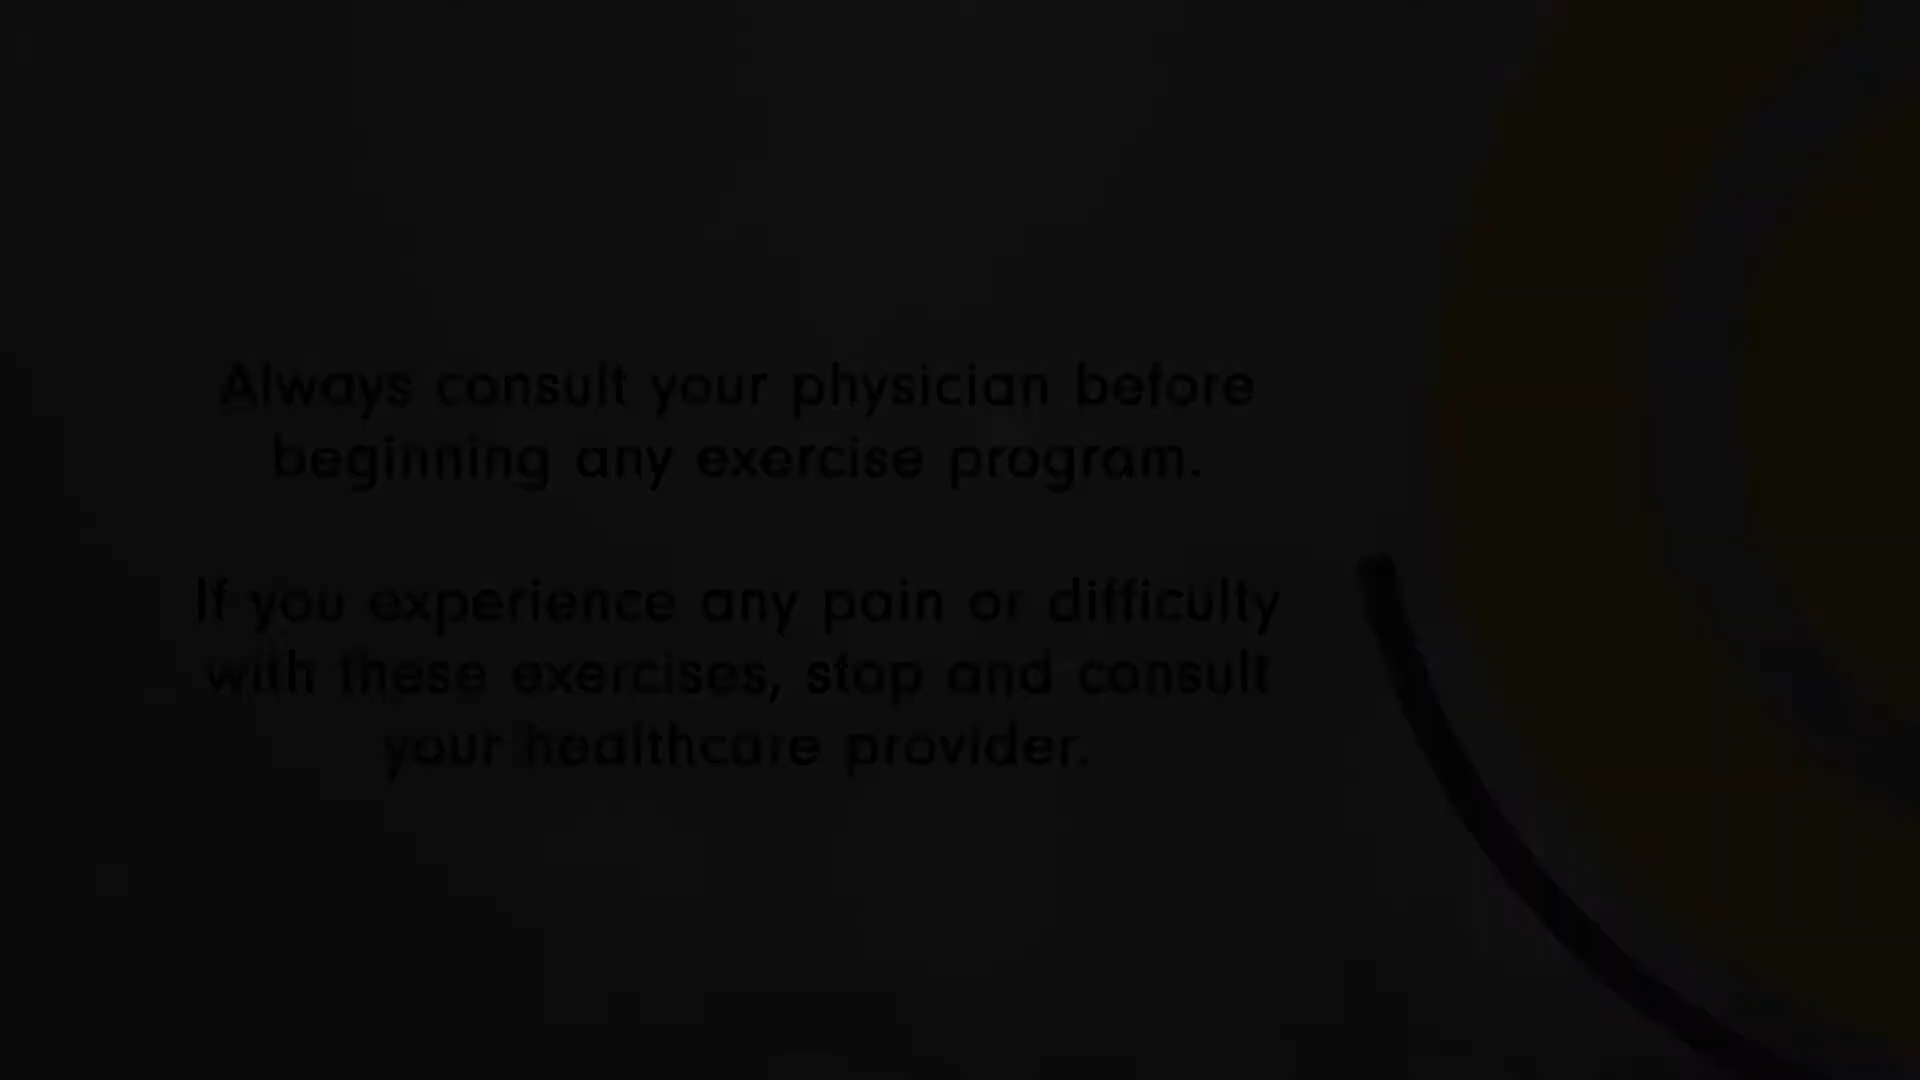 Always consult your physician before
beginning any exercise program.
If you experience any pain or difficulty
with these exercises, stop and consult
your healthcare provider.